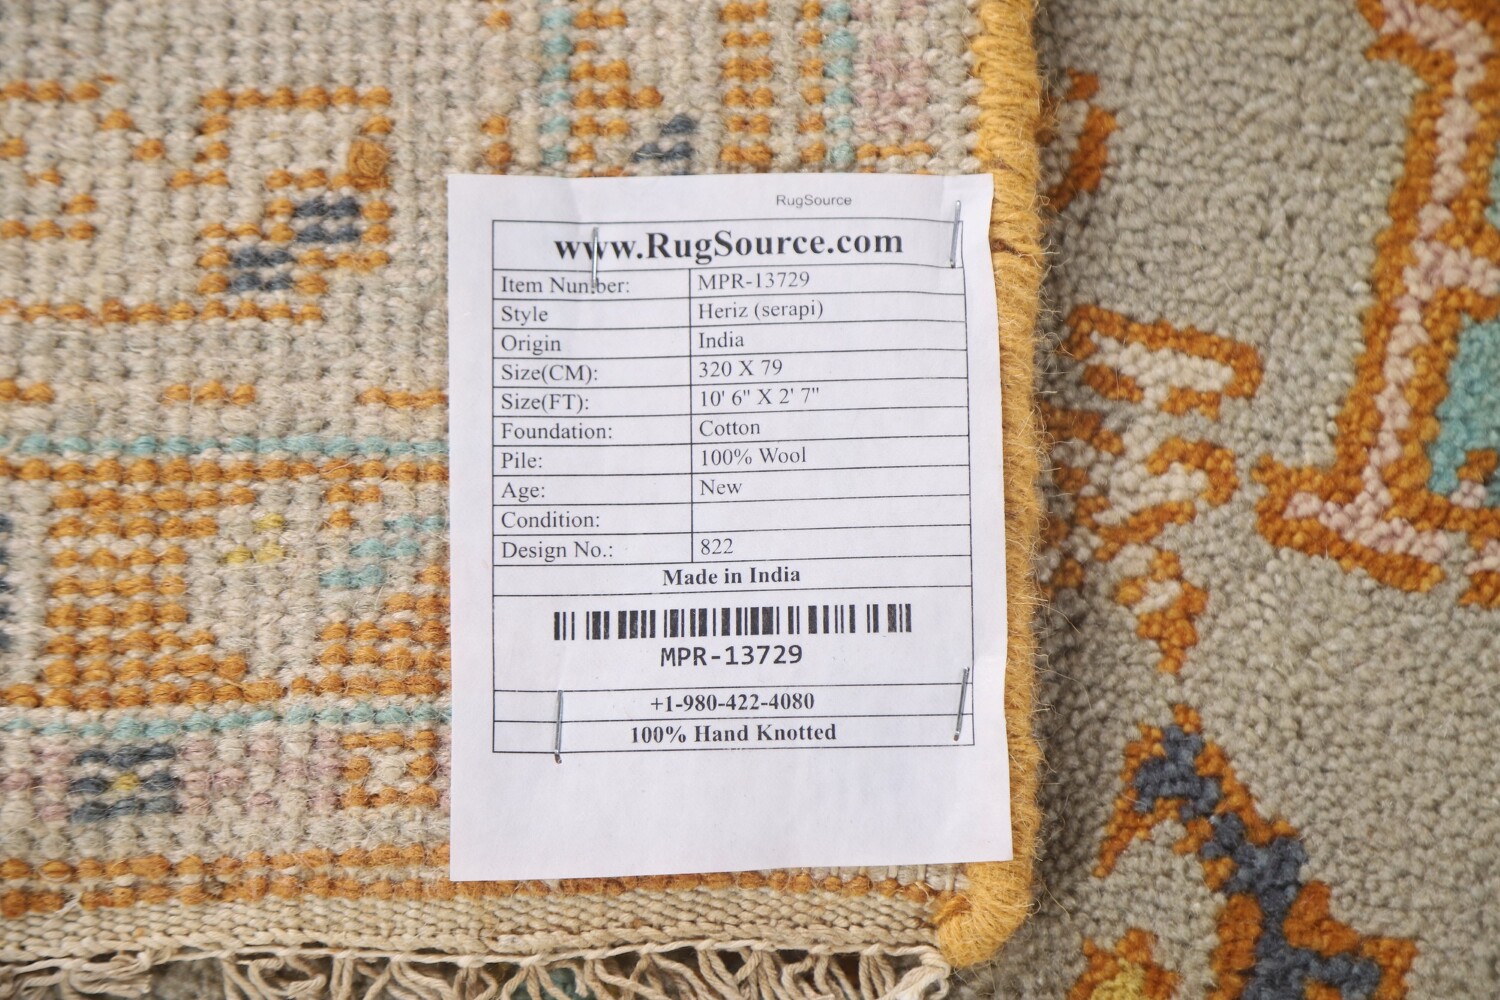 RugSource
www.RugSource.com
Item Number: MPR-13729
Style Heriz (serapi)
Origin India
Size(CM): 320 X 79
Size(FT): 10' 6" X 2' 7"
Foundation: Cotton
Pile: 100% Wool
Age: New
Condition:
Design No.: 822
Made in India
MPR-13729
+1-980-422-4080
100% Hand Knotted